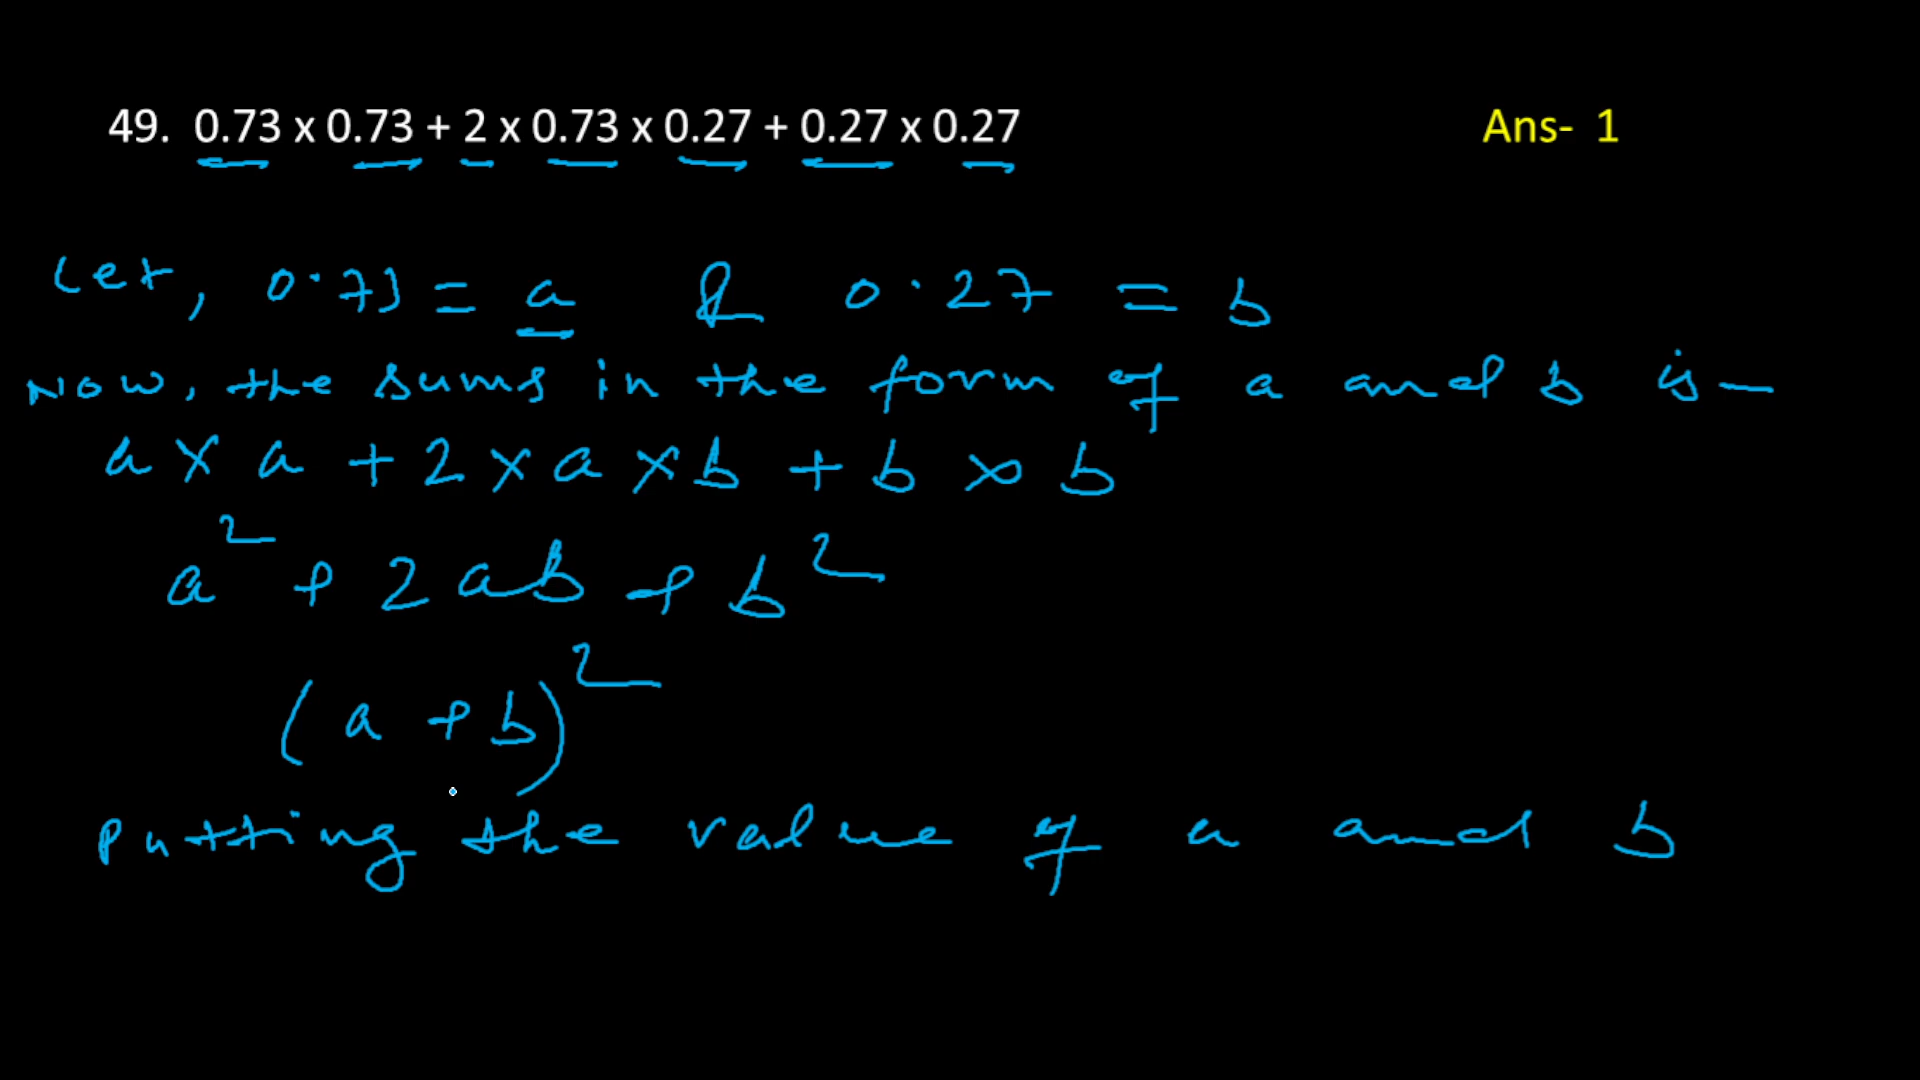 49. 0.73 x 0.73 + 2 x 0.73 x 0.27 + 0.27 x 0.27 Ans- 1
Let, 0.73 = a & 0.27 = b
Now, the sums in the form of a and b is—
a × a + 2 × a × b + b × b
a² + 2ab + b²
(a + b)²
putting the value of a and b